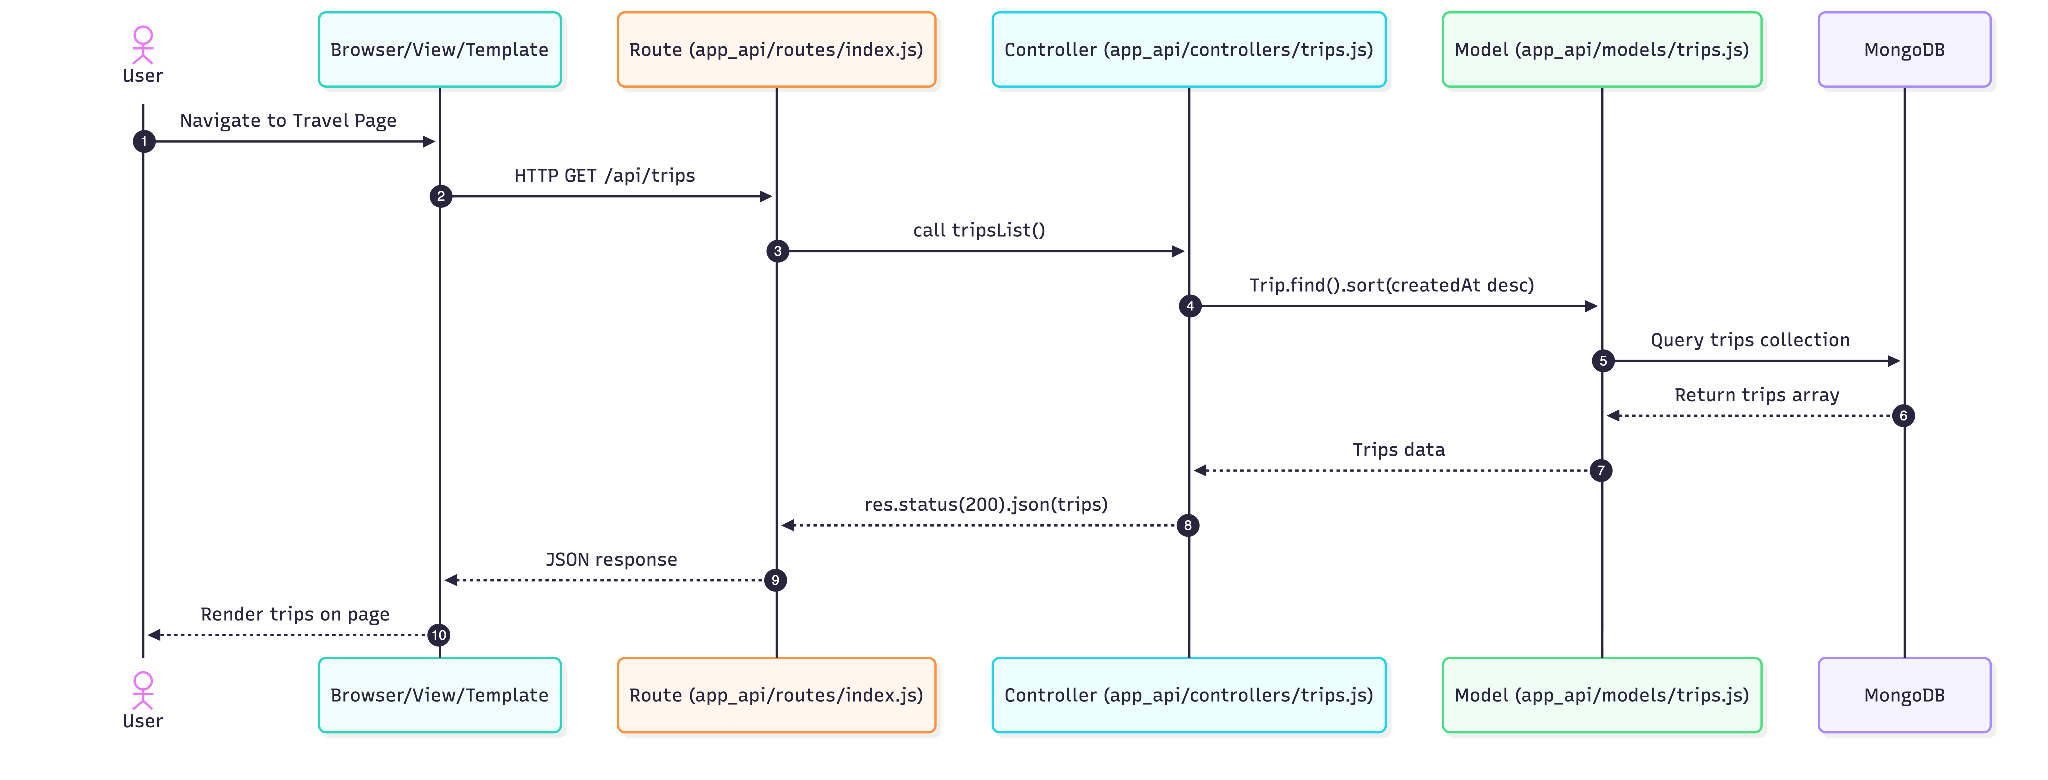 User
Browser/View/Template
Route (app_api/routes/index.js)
Controller (app_api/controllers/trips.js)
Model (app_api/models/trips.js)
MongoDB
Navigate to Travel Page
1
HTTP GET /api/trips
2
call tripsList()
3
Trip.find().sort(createdAt desc)
4
Query trips collection
5
Return trips array
6
Trips data
7
res.status(200).json(trips)
8
JSON response
9
Render trips on page
10
User
Browser/View/Template
Route (app_api/routes/index.js)
Controller (app_api/controllers/trips.js)
Model (app_api/models/trips.js)
MongoDB